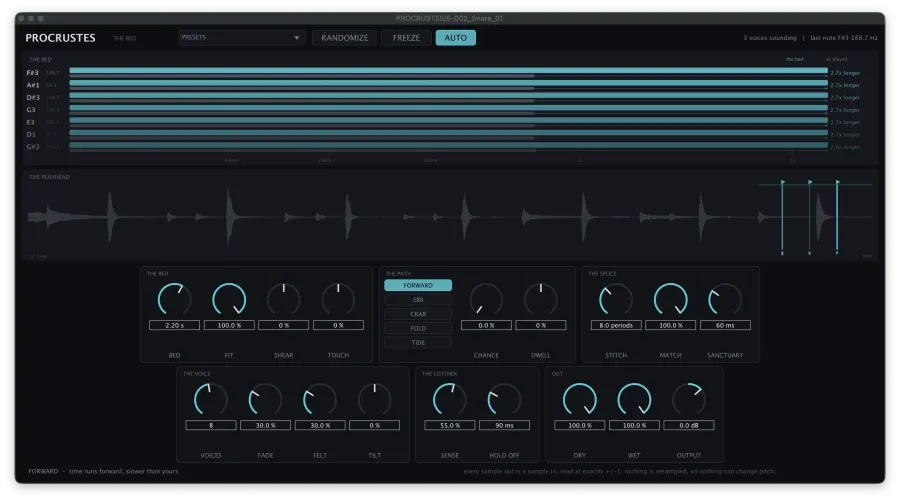 PROCRUSTES/5-002_Snare_01
PROCRUSTES THE BED PRESETS RANDOMIZE FREEZE AUTO 3 voices sounding | last note F#3 188.7 Hz
THE BED the bed as played
F#3 188.7 2.7x longer
A#1 2.7x longer
D#3 2.7x longer
G3 2.7x longer
E3 2.7x longer
D1 2.7x longer
G#3
THE PLAYHEAD
now
THE BED THE PATH THE SPLICE
FORWARD
EBB
CRAB
FOLD
TIDE
2.20 s 100.0 % 0 % 0 % 0.0 % 0 % 8.0 periods 100.0 % 60 ms
BED FIT SHEAR TOUCH CHANCE DWELL STITCH MATCH SANCTUARY
THE VOICE THE LISTENER OUT
8 30.0 % 30.0 % 0 % 55.0 % 90 ms 100.0 % 100.0 % 0.0 dB
VOICES FADE FELT TILT SENSE HOLD OFF DRY WET OUTPUT
FORWARD – time runs forward, slower than yours every sample out is a sample in, read at exactly +/-1. nothing is resampled, so nothing can change pitch.